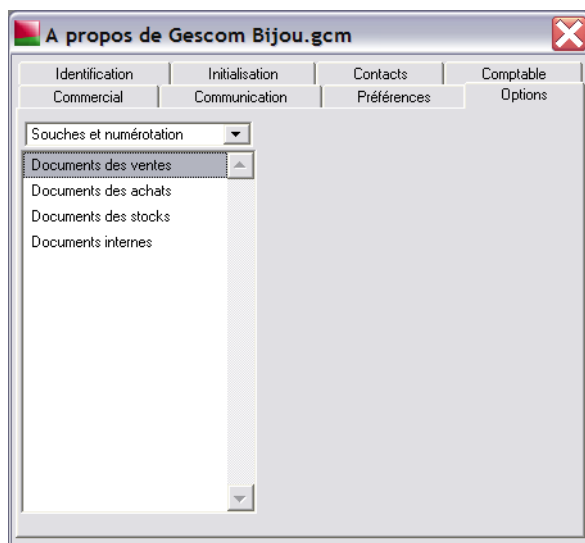 A propos de Gescom Bijou.gcm
Identification Initialisation Contacts Comptable
Commercial Communication Préférences Options
Souches et numérotation
Documents des ventes
Documents des achats
Documents des stocks
Documents internes